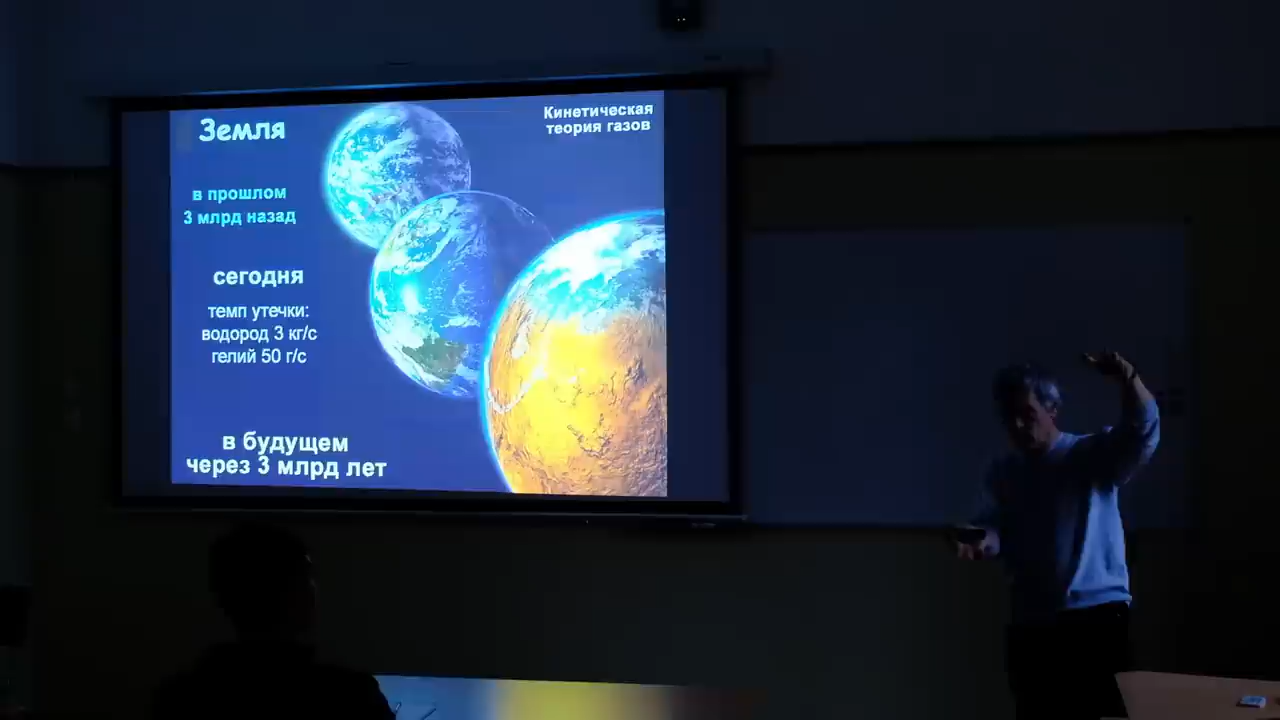 Земля
Кинетическая
теория газов
в прошлом
3 млрд назад
сегодня
темп утечки:
водород 3 кг/с
гелий 50 г/с
в будущем
через 3 млрд лет